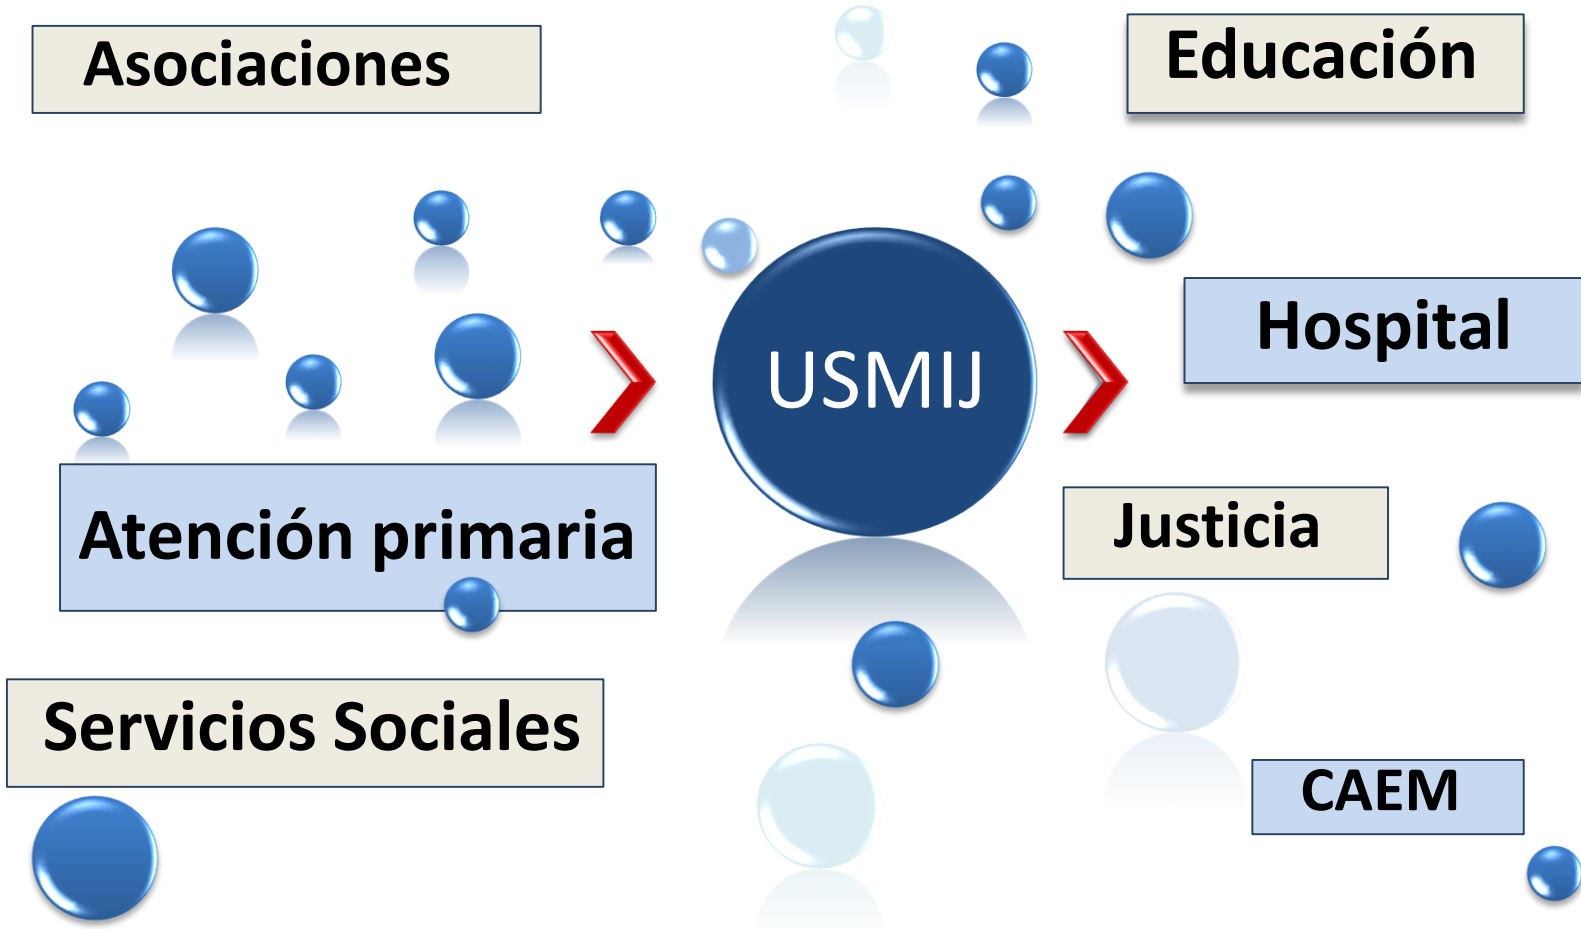 Asociaciones
Educación
Hospital
USMIJ
Atención primaria
Justicia
Servicios Sociales
CAEM